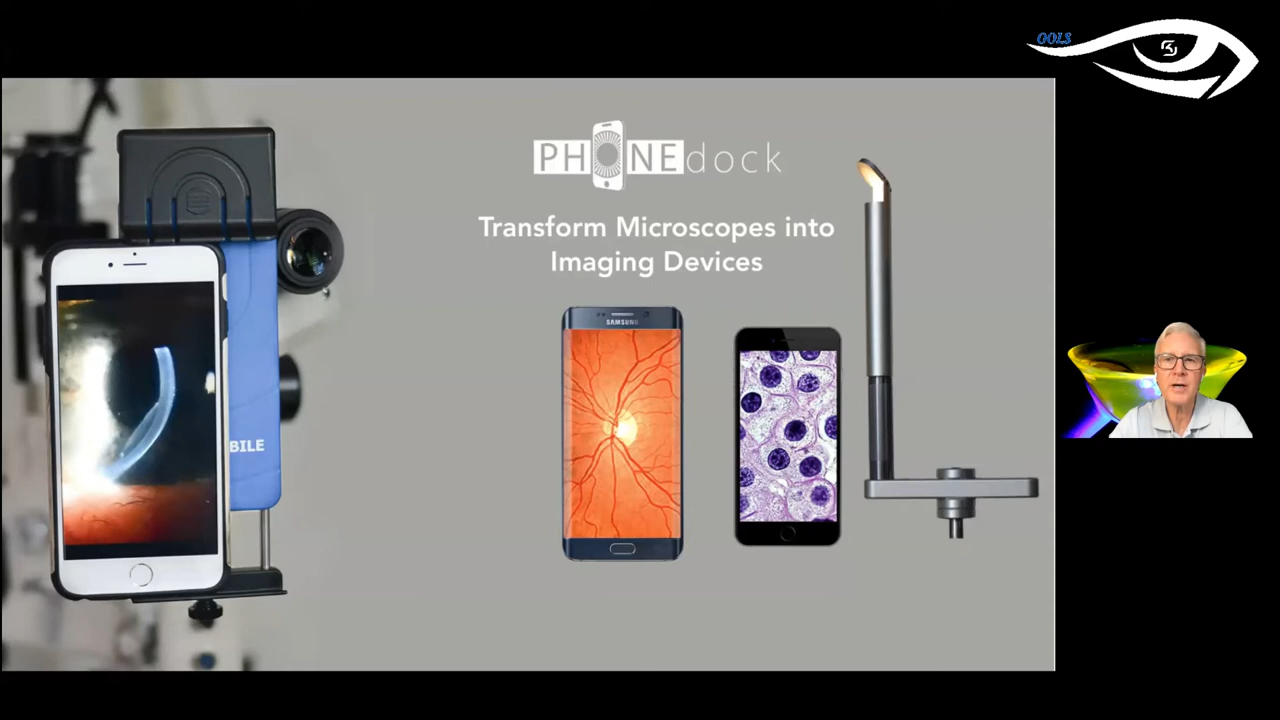 OOLS
PHONEdock
Transform Microscopes into
Imaging Devices
SAMSUNG
BILE